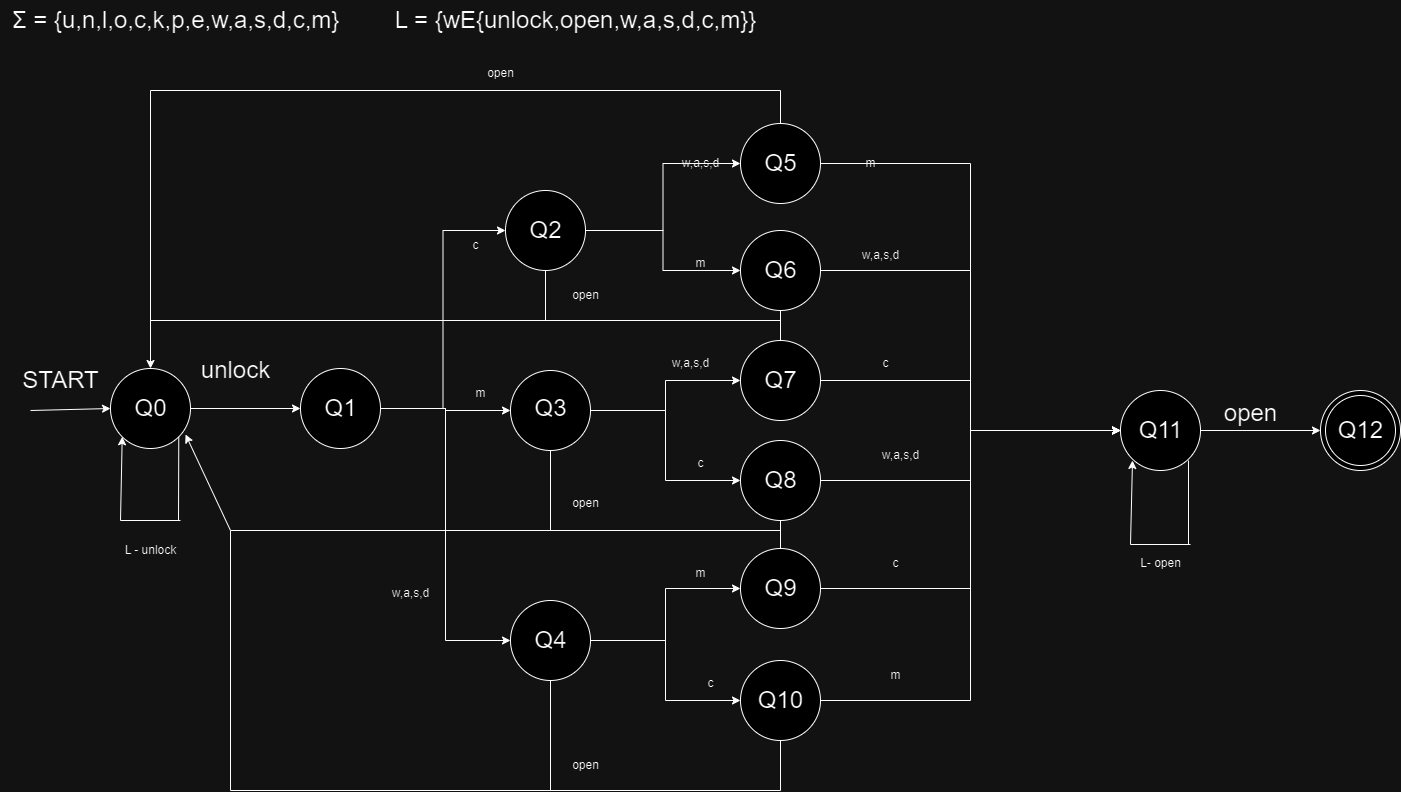 Σ = {u,n,l,o,c,k,p,e,w,a,s,d,c,m} L = {wE{unlock,open,w,a,s,d,c,m}}
open
Q5
w,a,s,d
m
Q2
c
w,a,s,d
Q6
m
open
START
unlock
Q0
Q1
m
Q3
w,a,s,d
Q7
c
Q11
open
Q12
c
Q8
w,a,s,d
open
L - unlock
L- open
w,a,s,d
Q4
m
Q9
c
c
Q10
m
open